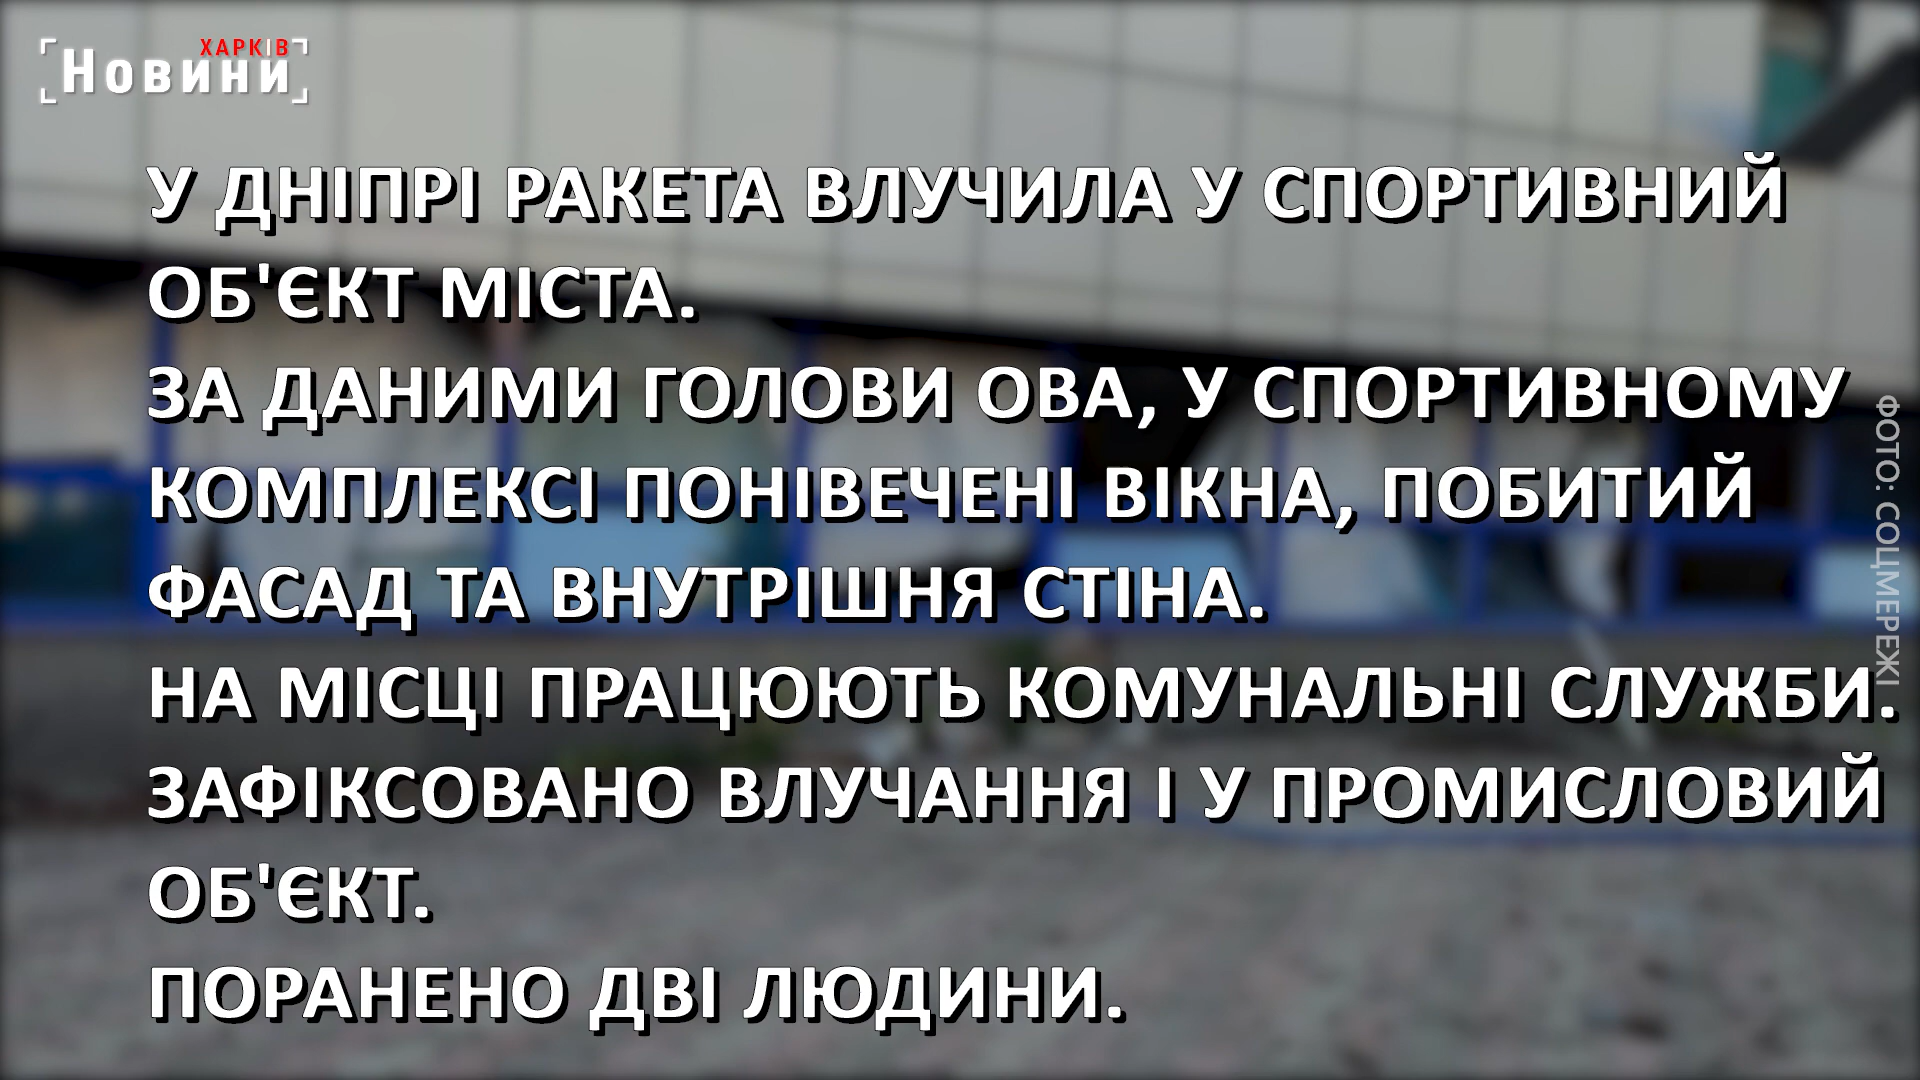 ХАРКІВ
Новини
У ДНІПРІ РАКЕТА ВЛУЧИЛА У СПОРТИВНИЙ
ОБ'ЄКТ МІСТА.
ЗА ДАНИМИ ГОЛОВИ ОВА, У СПОРТИВНОМУ
КОМПЛЕКСІ ПОНІВЕЧЕНІ ВІКНА, ПОБИТИЙ
ФАСАД ТА ВНУТРІШНЯ СТІНА.
НА МІСЦІ ПРАЦЮЮТЬ КОМУНАЛЬНІ СЛУЖБИ.
ЗАФІКСОВАНО ВЛУЧАННЯ І У ПРОМИСЛОВИЙ
ОБ'ЄКТ.
ПОРАНЕНО ДВІ ЛЮДИНИ.
ФОТО: СОЦМЕРЕЖІ